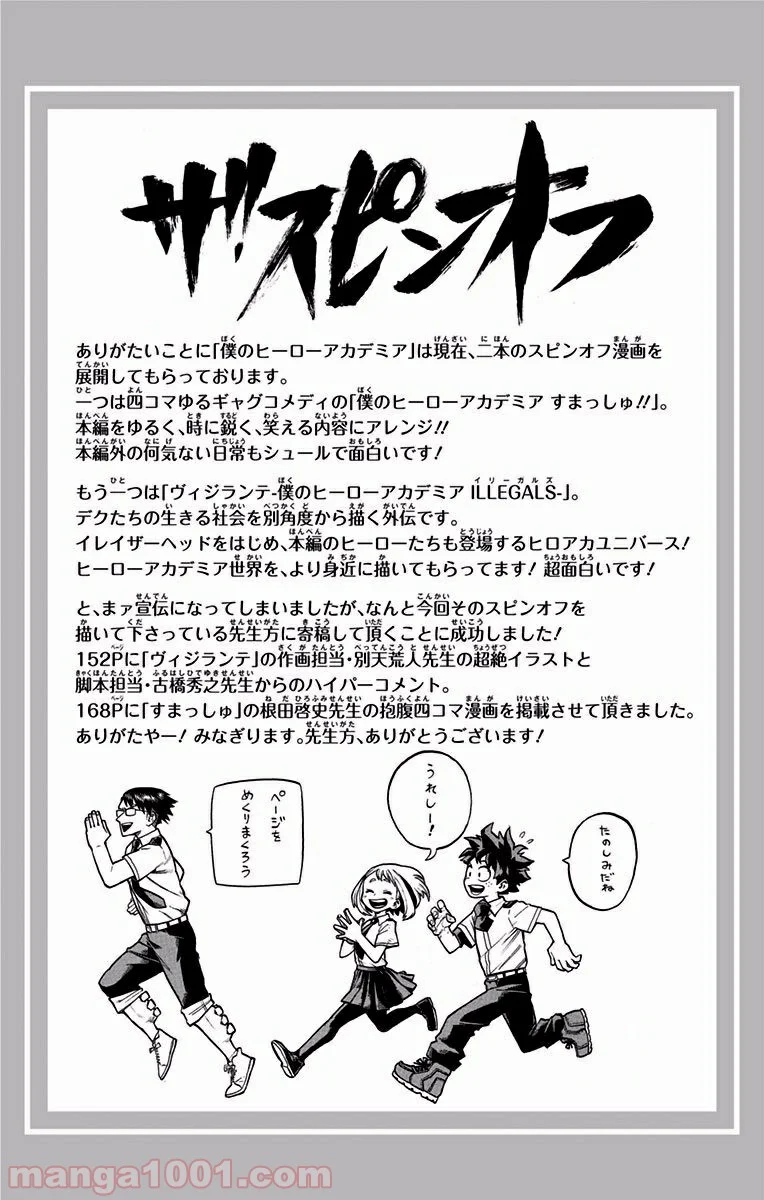 ザ!スピンオフ
ありがたいことに「僕のヒーローアカデミア」は現在、二本のスピンオフ漫画を
展開してもらっております。
一つは四コマゆるギャグコメディの「僕のヒーローアカデミア すまっしゅ!!」。
本編をゆるく、時に鋭く、笑える内容にアレンジ!!
本編外の何気ない日常もシュールで面白いです!
もう一つは「ヴィジランテ-僕のヒーローアカデミア ILLEGALS-」。
デクたちの生きる社会を別角度から描く外伝です。
イレイザーヘッドをはじめ、本編のヒーローたちも登場するヒロアカユニバース!
ヒーローアカデミア世界を、より身近に描いてもらってます! 超面白いです!
と、まァ宣伝になってしまいましたが、なんと今回そのスピンオフを
描いて下さっている先生方に寄稿して頂くことに成功しました!
152Pに「ヴィジランテ」の作画担当・別天荒人先生の超絶イラストと
脚本担当・古橋秀之先生からのハイパーコメント。
168Pに「すまっしゅ」の根田啓史先生の抱腹四コマ漫画を掲載させて頂きました。
ありがたやー! みなぎります。先生方、ありがとうございます!
たのしみだね
うれしー!
ページを
めくりまくろう
manga1001.com